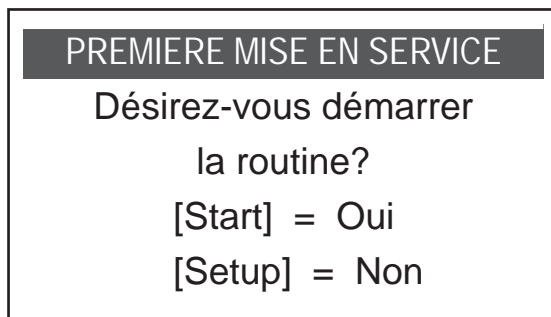 PREMIERE MISE EN SERVICE
Désirez-vous démarrer
la routine?
[Start] = Oui
[Setup] = Non